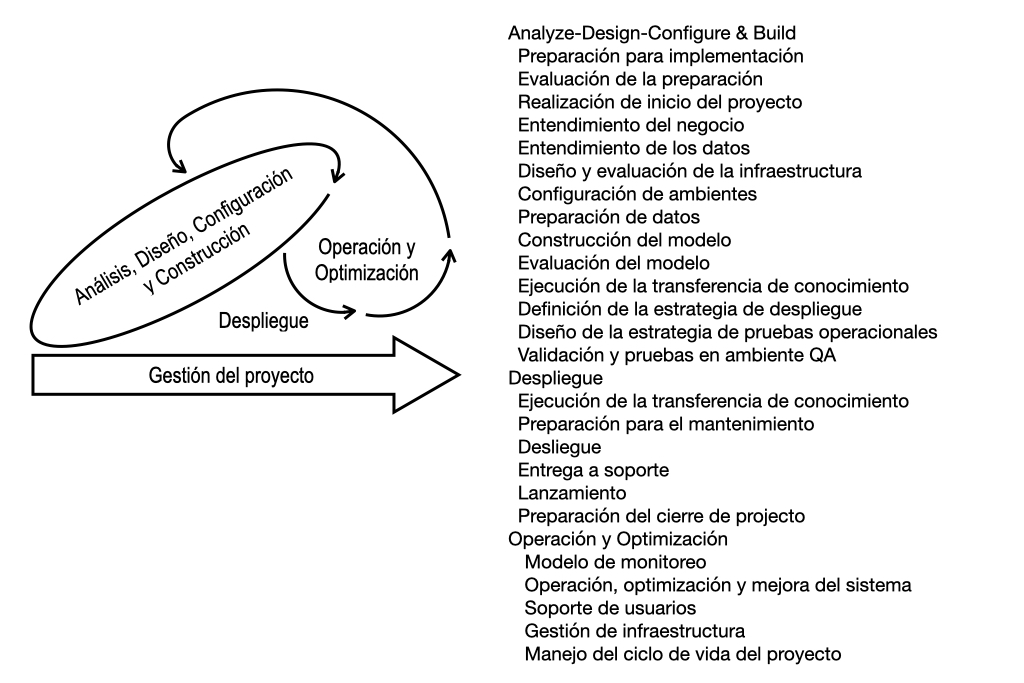 Análisis, Diseño, Configuración
y Construcción
Operación y
Optimización
Despliegue
Gestión del proyecto
Analyze-Design-Configure & Build
Preparación para implementación
Evaluación de la preparación
Realización de inicio del proyecto
Entendimiento del negocio
Entendimiento de los datos
Diseño y evaluación de la infraestructura
Configuración de ambientes
Preparación de datos
Construcción del modelo
Evaluación del modelo
Ejecución de la transferencia de conocimiento
Definición de la estrategia de despliegue
Diseño de la estrategia de pruebas operacionales
Validación y pruebas en ambiente QA
Despliegue
Ejecución de la transferencia de conocimiento
Preparación para el mantenimiento
Desliegue
Entrega a soporte
Lanzamiento
Preparación del cierre de projecto
Operación y Optimización
Modelo de monitoreo
Operación, optimización y mejora del sistema
Soporte de usuarios
Gestión de infraestructura
Manejo del ciclo de vida del proyecto